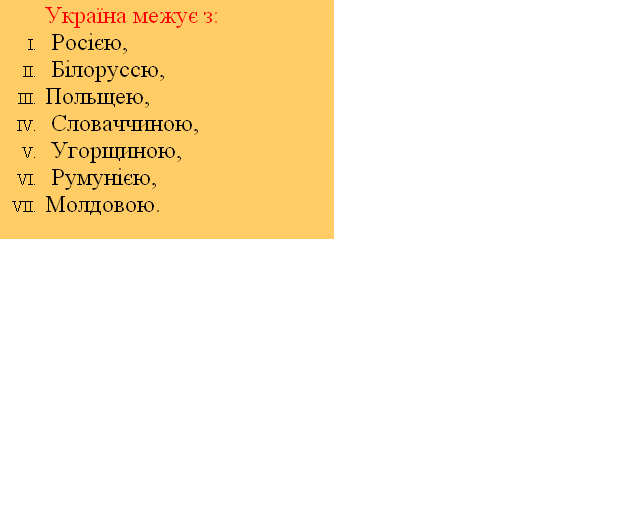 Україна межує з:
I. Росією,
II. Білоруссю,
III. Польщею,
IV. Словаччиною,
V. Угорщиною,
VI. Румунією,
VII. Молдовою.